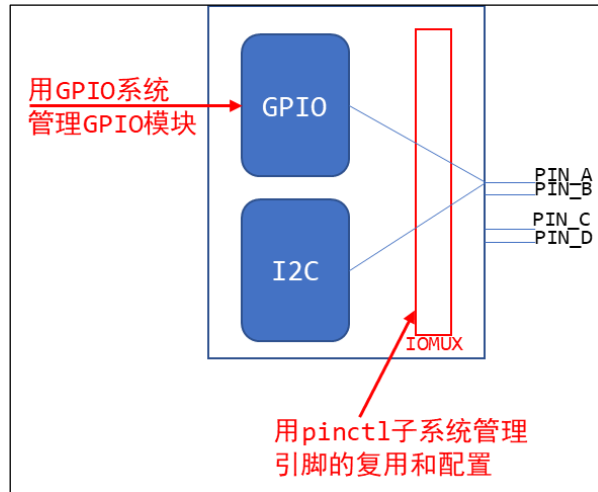 用GPIO系统
管理GPIO模块
GPIO
I2C
PIN_A
PIN_B
PIN_C
PIN_D
IOMUX
用pinctl子系统管理
引脚的复用和配置